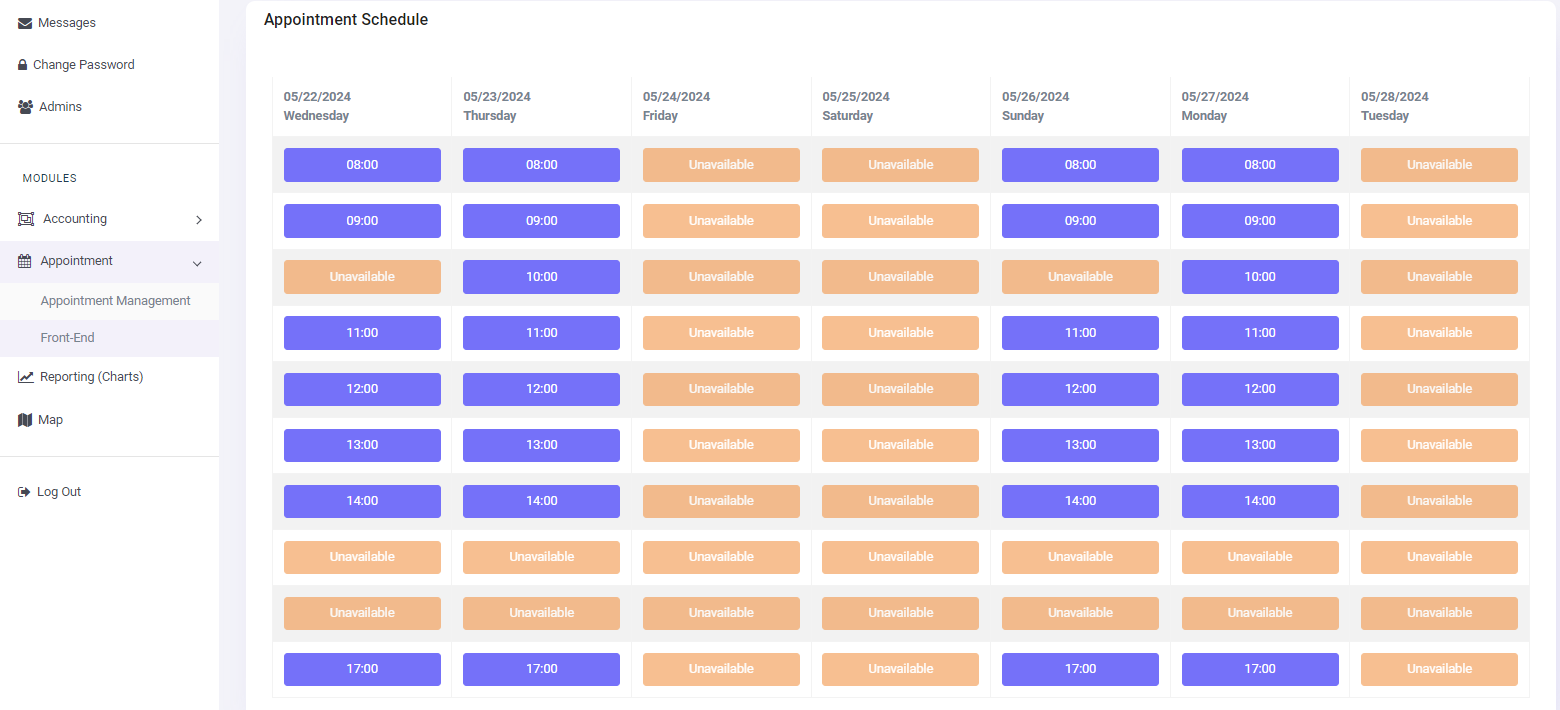 Messages
Change Password
Admins
MODULES
Accounting
Appointment
Appointment Management
Front-End
Reporting (Charts)
Map
Log Out
Appointment Schedule
05/22/2024 05/23/2024 05/24/2024 05/25/2024 05/26/2024 05/27/2024 05/28/2024
Wednesday Thursday Friday Saturday Sunday Monday Tuesday
08:00 08:00 Unavailable Unavailable 08:00 08:00 Unavailable
09:00 09:00 Unavailable Unavailable 09:00 09:00 Unavailable
Unavailable 10:00 Unavailable Unavailable Unavailable 10:00 Unavailable
11:00 11:00 Unavailable Unavailable 11:00 11:00 Unavailable
12:00 12:00 Unavailable Unavailable 12:00 12:00 Unavailable
13:00 13:00 Unavailable Unavailable 13:00 13:00 Unavailable
14:00 14:00 Unavailable Unavailable 14:00 14:00 Unavailable
Unavailable Unavailable Unavailable Unavailable Unavailable Unavailable Unavailable
Unavailable Unavailable Unavailable Unavailable Unavailable Unavailable Unavailable
17:00 17:00 Unavailable Unavailable 17:00 17:00 Unavailable